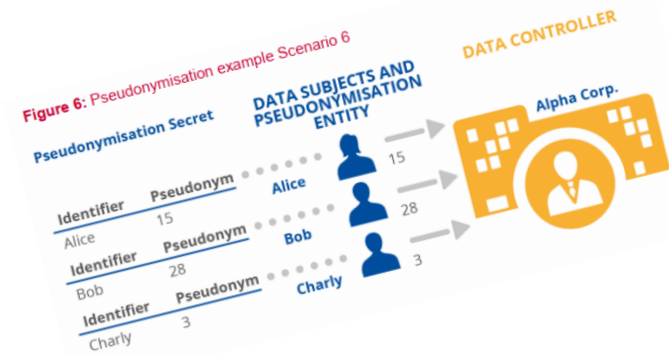 Figure 6: Pseudonymisation example Scenario 6
DATA CONTROLLER
Pseudonymisation Secret
DATA SUBJECTS AND
PSEUDONYMISATION
ENTITY
Alpha Corp.
Identifier Pseudonym
Alice 15
Alice
15
Identifier Pseudonym
Bob 28
Bob
28
Identifier Pseudonym
Charly 3
Charly
3